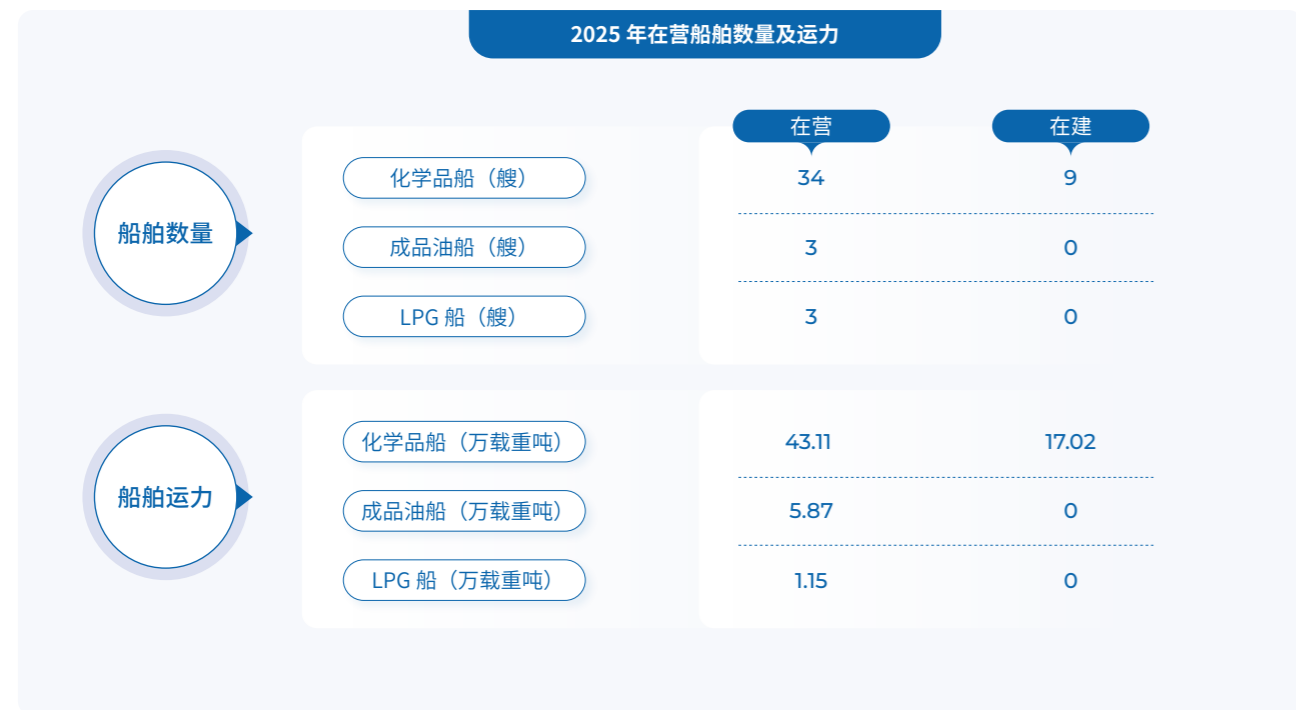 2025 年在营船舶数量及运力
在营 在建
船舶数量
化学品船（艘） 34 9
成品油船（艘） 3 0
LPG 船（艘） 3 0
船舶运力
化学品船（万载重吨） 43.11 17.02
成品油船（万载重吨） 5.87 0
LPG 船（万载重吨） 1.15 0